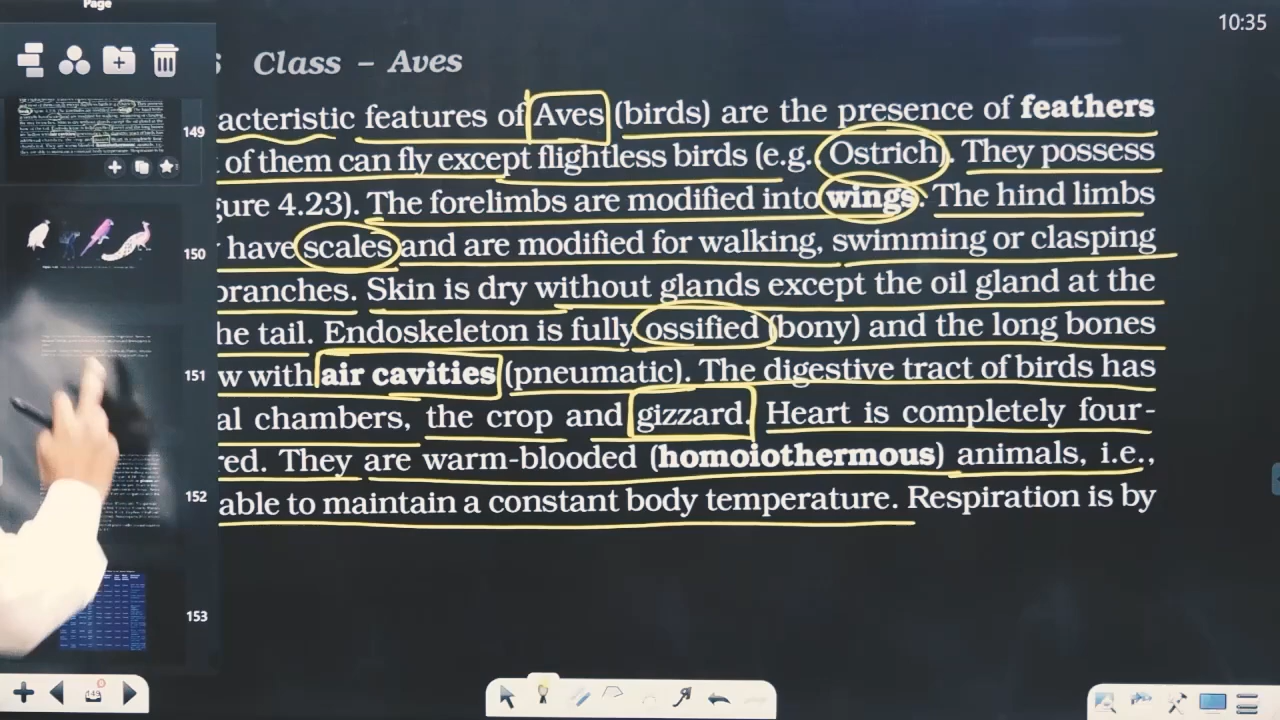 Page
10:35
Class – Aves
acteristic features of Aves (birds) are the presence of feathers
of them can fly except flightless birds (e.g. Ostrich). They possess
gure 4.23). The forelimbs are modified into wings. The hind limbs
have scales and are modified for walking, swimming or clasping
branches. Skin is dry without glands except the oil gland at the
he tail. Endoskeleton is fully ossified (bony) and the long bones
w with air cavities (pneumatic). The digestive tract of birds has
al chambers, the crop and gizzard. Heart is completely four-
red. They are warm-blooded (homoiothermous) animals, i.e.,
able to maintain a constant body temperature. Respiration is by
149
150
151
152
153
149